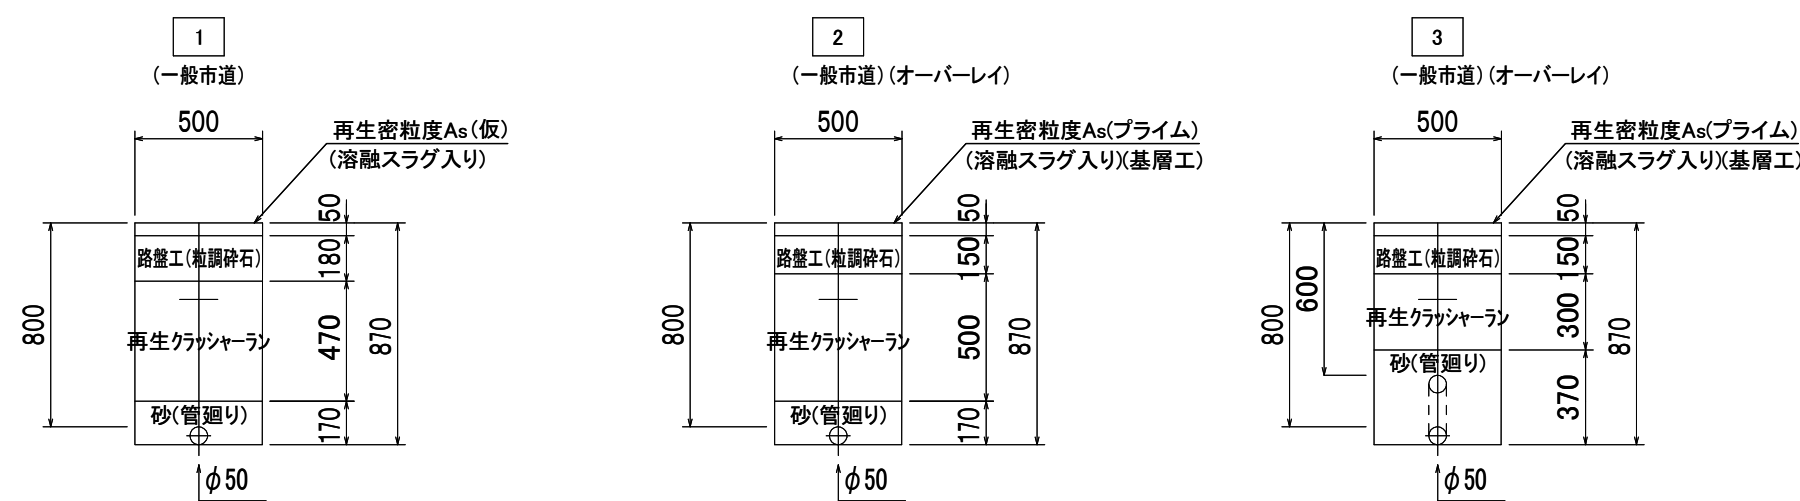 1
(一般市道)
500
再生密粒度As(仮)
(溶融スラグ入り)
50
路盤工(粒調砕石)
180
800
再生クラッシャーラン
470
870
砂(管廻り)
170
φ50
2
(一般市道)(オーバーレイ)
500
再生密粒度As(プライム)
(溶融スラグ入り)(基層工)
50
路盤工(粒調砕石)
150
800
再生クラッシャーラン
500
870
砂(管廻り)
170
φ50
3
(一般市道)(オーバーレイ)
500
再生密粒度As(プライム)
(溶融スラグ入り)(基層工)
50
路盤工(粒調砕石)
150
600
800
再生クラッシャーラン
300
870
砂(管廻り)
370
φ50